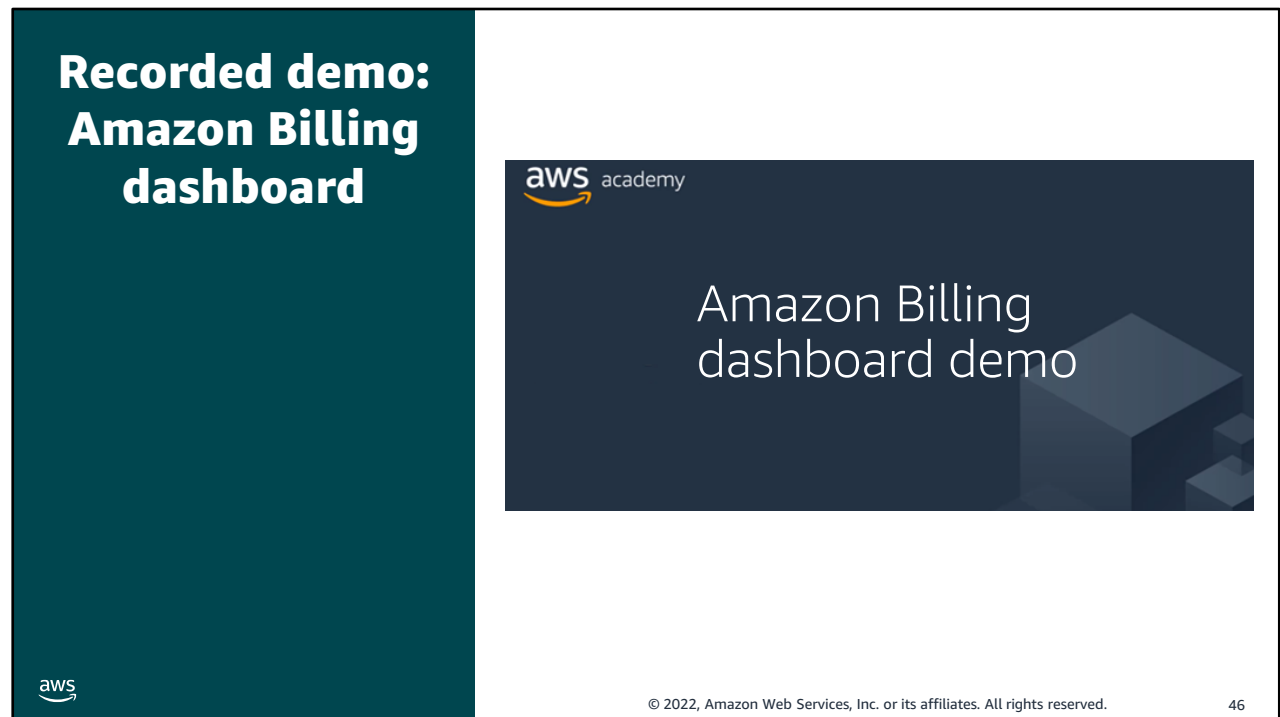 Recorded demo:
Amazon Billing
dashboard
aws academy
Amazon Billing
dashboard demo
aws
© 2022, Amazon Web Services, Inc. or its affiliates. All rights reserved.
46